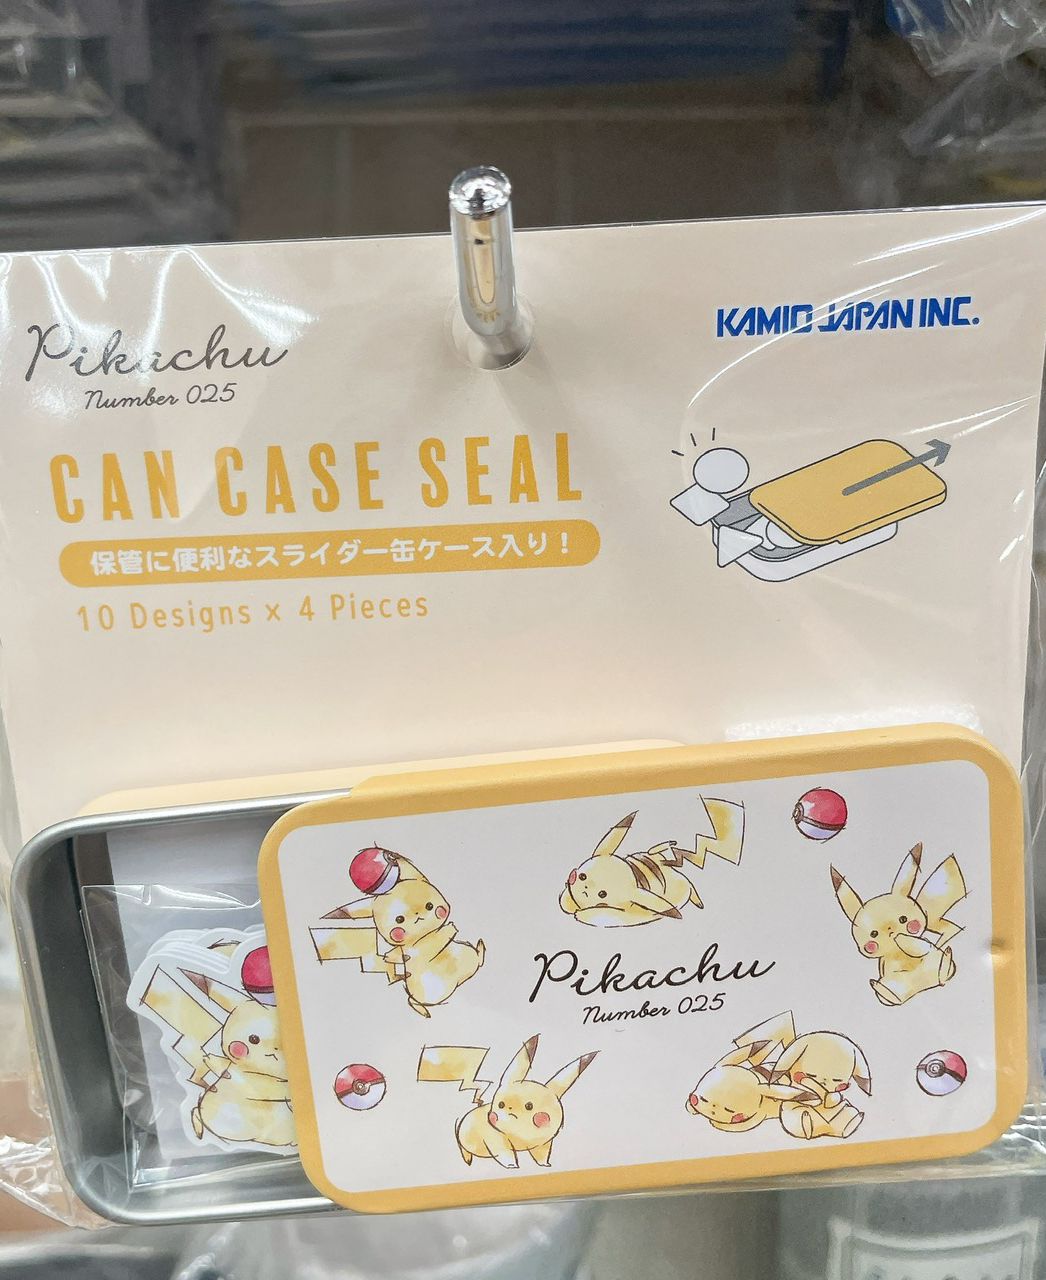 Pikachu
Number 025
KAMIO JAPAN INC.
CAN CASE SEAL
保管に便利なスライダー缶ケース入り！
10 Designs x 4 Pieces
Pikachu
Number 025